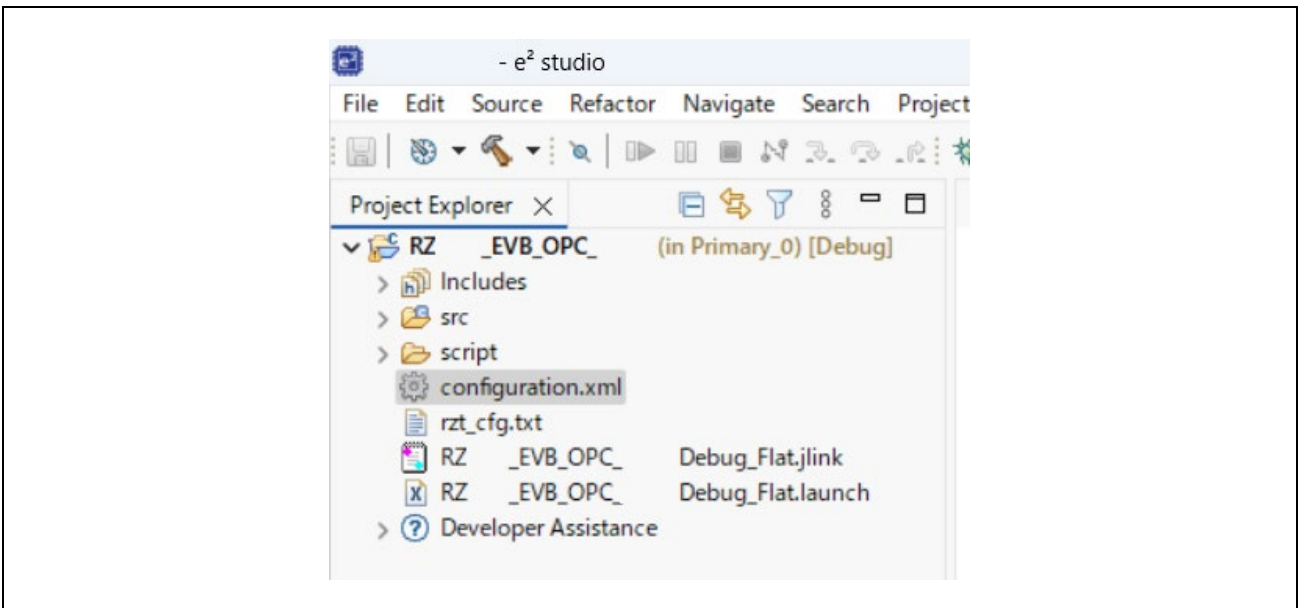 - e² studio
File Edit Source Refactor Navigate Search Project
Project Explorer
RZ _EVB_OPC_ (in Primary_0) [Debug]
Includes
src
script
configuration.xml
rzt_cfg.txt
RZ _EVB_OPC_ Debug_Flat.jlink
RZ _EVB_OPC_ Debug_Flat.launch
Developer Assistance